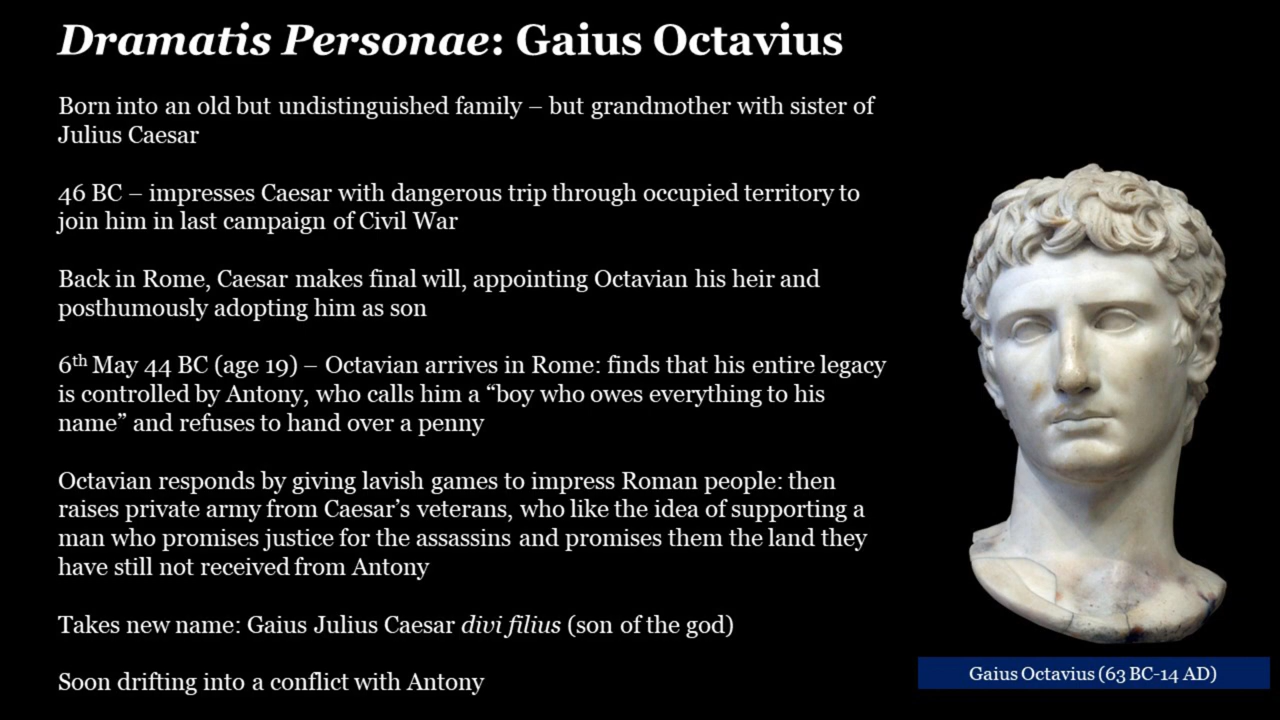 Dramatis Personae: Gaius Octavius
Born into an old but undistinguished family – but grandmother with sister of
Julius Caesar
46 BC – impresses Caesar with dangerous trip through occupied territory to
join him in last campaign of Civil War
Back in Rome, Caesar makes final will, appointing Octavian his heir and
posthumously adopting him as son
6th May 44 BC (age 19) – Octavian arrives in Rome: finds that his entire legacy
is controlled by Antony, who calls him a “boy who owes everything to his
name” and refuses to hand over a penny
Octavian responds by giving lavish games to impress Roman people: then
raises private army from Caesar’s veterans, who like the idea of supporting a
man who promises justice for the assassins and promises them the land they
have still not received from Antony
Takes new name: Gaius Julius Caesar divi filius (son of the god)
Soon drifting into a conflict with Antony
Gaius Octavius (63 BC-14 AD)